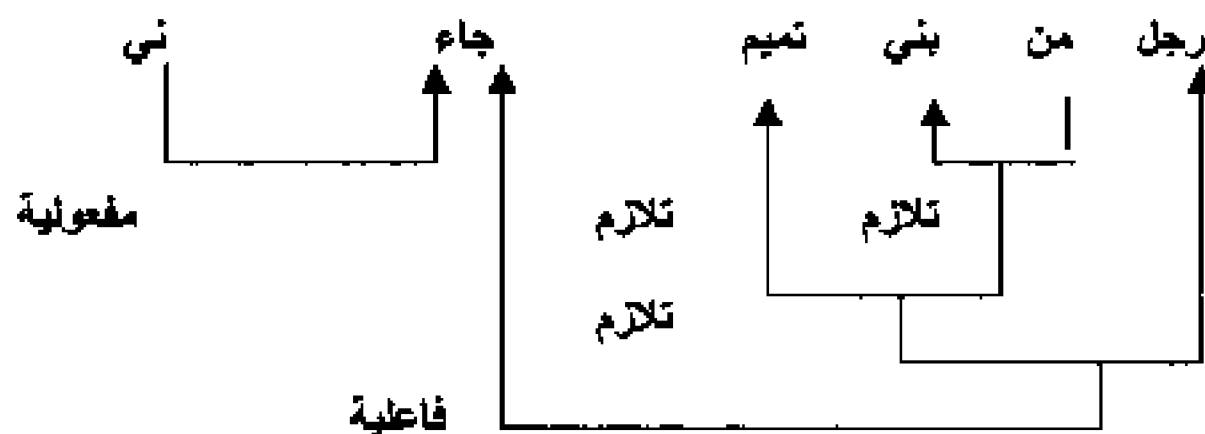 رجل من بني تميم جاء ني
تلازم تلازم مفعولية
تلازم
فاعلية